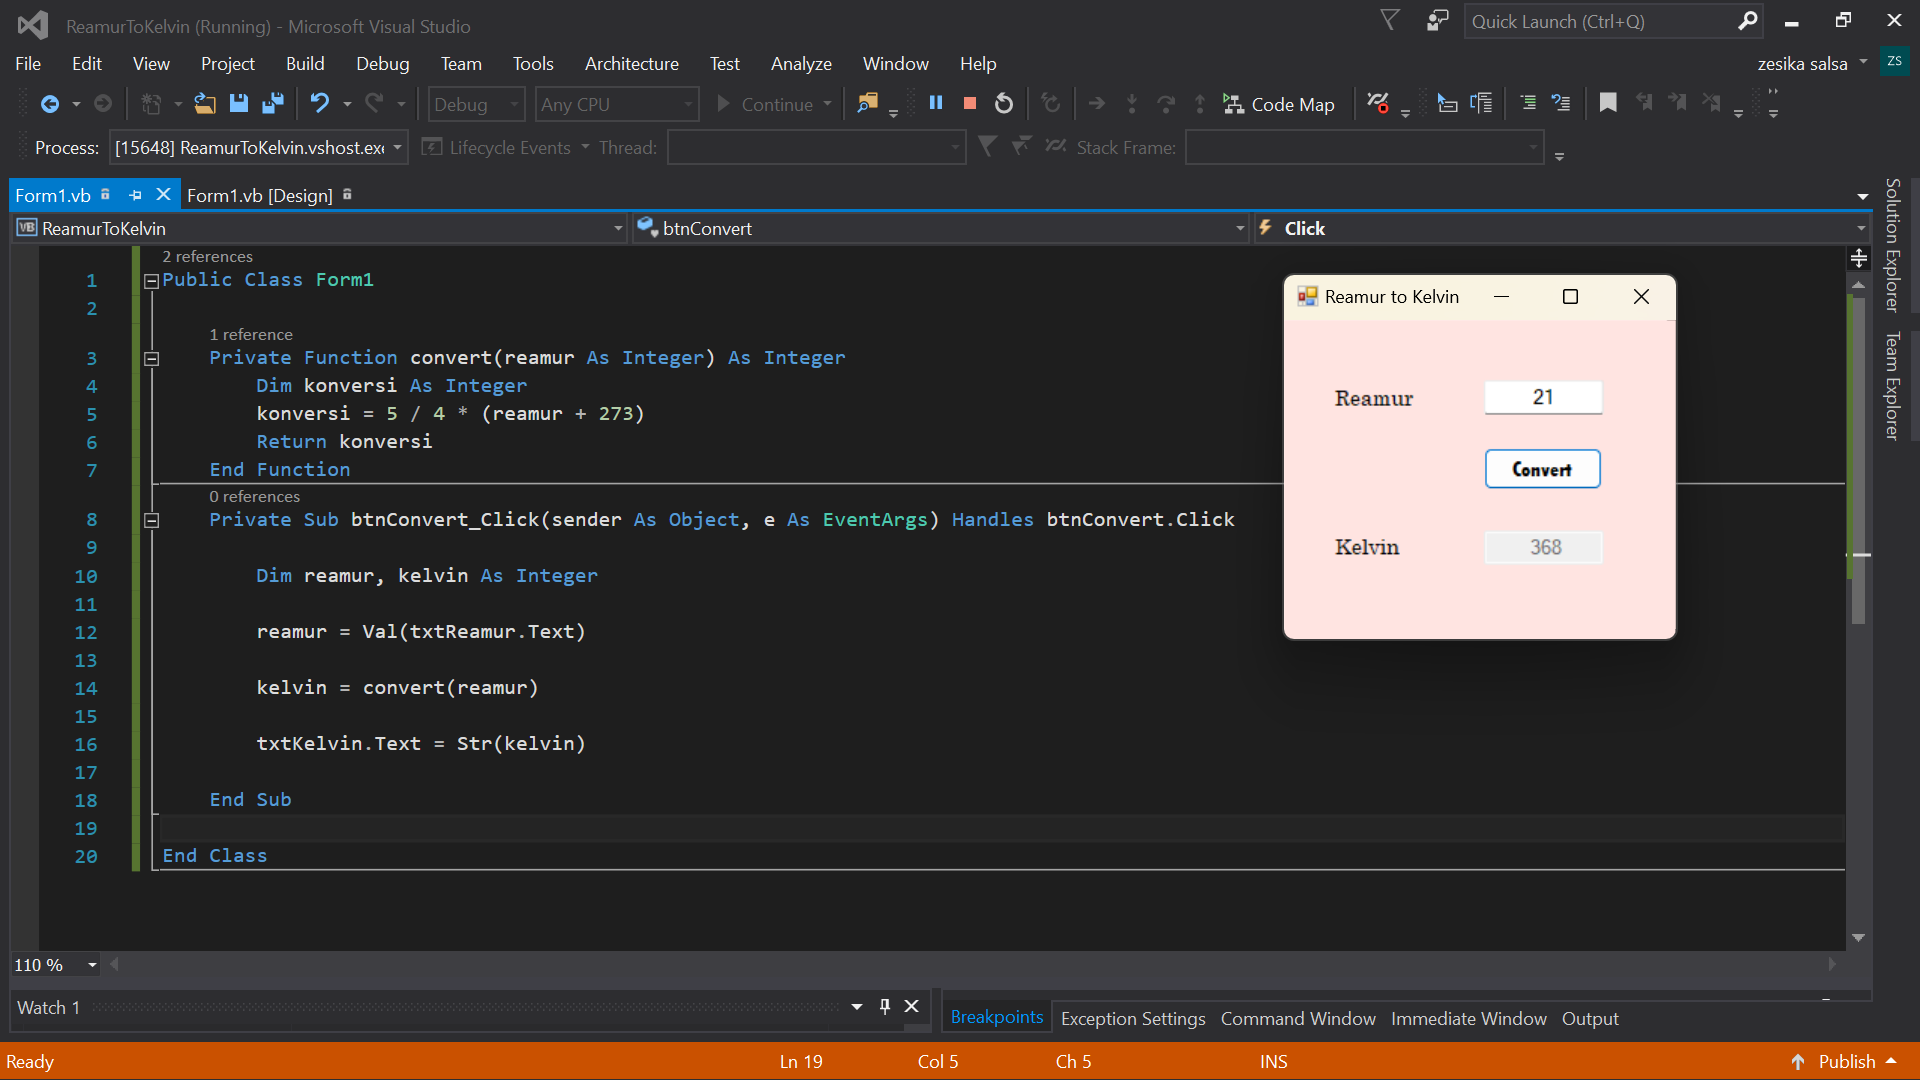 ReamurToKelvin (Running) - Microsoft Visual Studio
Quick Launch (Ctrl+Q)
File Edit View Project Build Debug Team Tools Architecture Test Analyze Window Help
zesika salsa ZS
Debug Any CPU Continue Code Map
Process: [15648] ReamurToKelvin.vshost.exe Lifecycle Events Thread: Stack Frame:
Form1.vb Form1.vb [Design]
VB ReamurToKelvin btnConvert Click
2 references
1 Public Class Form1
2
1 reference
3 Private Function convert(reamur As Integer) As Integer
4 Dim konversi As Integer
5 konversi = 5 / 4 * (reamur + 273)
6 Return konversi
7 End Function
0 references
8 Private Sub btnConvert_Click(sender As Object, e As EventArgs) Handles btnConvert.Click
9
10 Dim reamur, kelvin As Integer
11
12 reamur = Val(txtReamur.Text)
13
14 kelvin = convert(reamur)
15
16 txtKelvin.Text = Str(kelvin)
17
18 End Sub
19
20 End Class
Reamur to Kelvin
Reamur 21
Convert
Kelvin 368
Solution Explorer
Team Explorer
110 %
Watch 1
Breakpoints Exception Settings Command Window Immediate Window Output
Ready Ln 19 Col 5 Ch 5 INS Publish